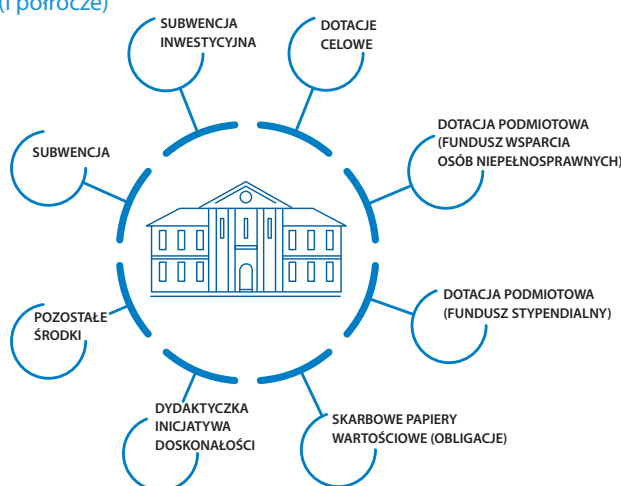 (I półrocze)
SUBWENCJA
INWESTYCYJNA
DOTACJE
CELOWE
DOTACJA PODMIOTOWA
(FUNDUSZ WSPARCIA
OSÓB NIEPEŁNOSPRAWNYCH)
SUBWENCJA
DOTACJA PODMIOTOWA
(FUNDUSZ STYPENDIALNY)
POZOSTAŁE
ŚRODKI
DYDAKTYCZKA
INICJATYWA
DOSKONAŁOŚCI
SKARBOWE PAPIERY
WARTOŚCIOWE (OBLIGACJE)